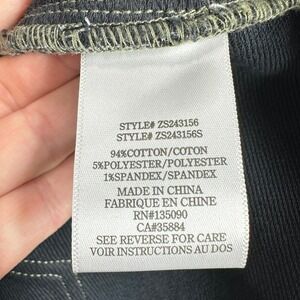 STYLE# ZS243156
STYLE# ZS243156S
94%COTTON/COTON
5%POLYESTER/POLYESTER
1%SPANDEX/SPANDEX
MADE IN CHINA
FABRIQUE EN CHINE
RN#135090
CA#35884
SEE REVERSE FOR CARE
VOIR INSTRUCTIONS AU DOS